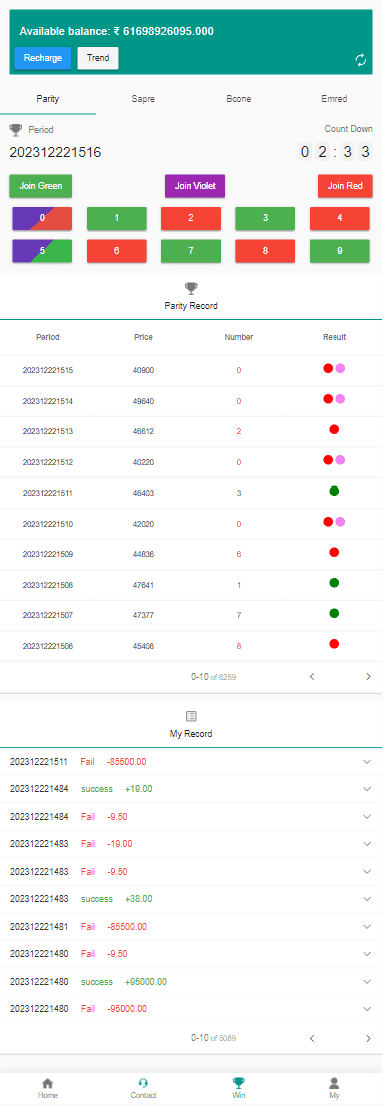 Available balance: ₹ 61698926095.000
Recharge Trend
Parity Sapre Bcone Emred
Period Count Down
202312221516 0 2 : 3 3
Join Green Join Violet Join Red
0 1 2 3 4
5 6 7 8 9
Parity Record
Period Price Number Result
202312221515 40900 0
202312221514 49640 0
202312221513 46612 2
202312221512 40220 0
202312221511 46403 3
202312221510 42020 0
202312221509 44836 6
202312221508 47641 1
202312221507 47377 7
202312221506 45408 8
0-10 of 6259
My Record
202312221511 Fail -85500.00
202312221484 success +19.00
202312221484 Fail -9.50
202312221483 Fail -19.00
202312221483 Fail -9.50
202312221483 success +38.00
202312221481 Fail -85500.00
202312221480 Fail -9.50
202312221480 success +95000.00
202312221480 Fail -95000.00
0-10 of 5089
Home Contact Win My